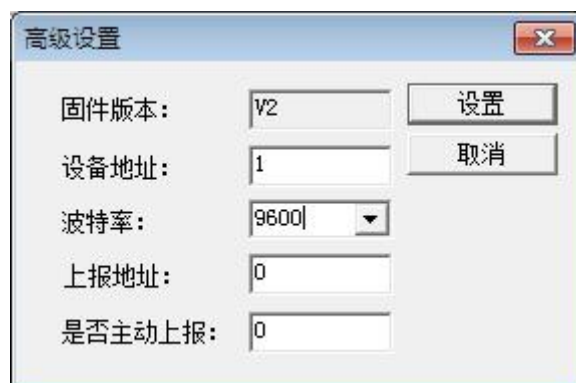 高级设置
固件版本： V2 设置
设备地址： 1 取消
波特率： 9600
上报地址： 0
是否主动上报： 0